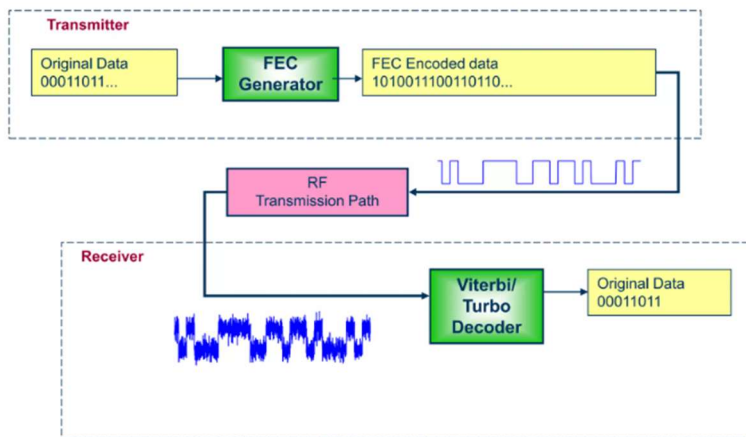 Transmitter
Original Data
00011011...
FEC
Generator
FEC Encoded data
1010011100110110...
RF
Transmission Path
Receiver
Viterbi/
Turbo
Decoder
Original Data
00011011